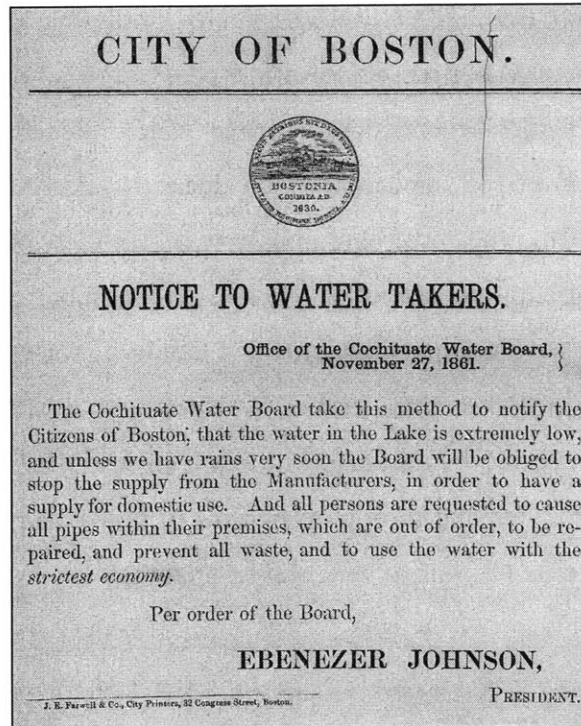 CITY OF BOSTON.
BOSTONIA
CONDITA A.D.
1630.
NOTICE TO WATER TAKERS.
Office of the Cochituate Water Board,
November 27, 1861.
The Cochituate Water Board take this method to notify the
Citizens of Boston, that the water in the Lake is extremely low,
and unless we have rains very soon the Board will be obliged to
stop the supply from the Manufacturers, in order to have a
supply for domestic use. And all persons are requested to cause
all pipes within their premises, which are out of order, to be re-
paired, and prevent all waste, and to use the water with the
strictest economy.
Per order of the Board,
EBENEZER JOHNSON,
PRESIDENT.
J. E. Farwell & Co., City Printers, 32 Congress Street, Boston.